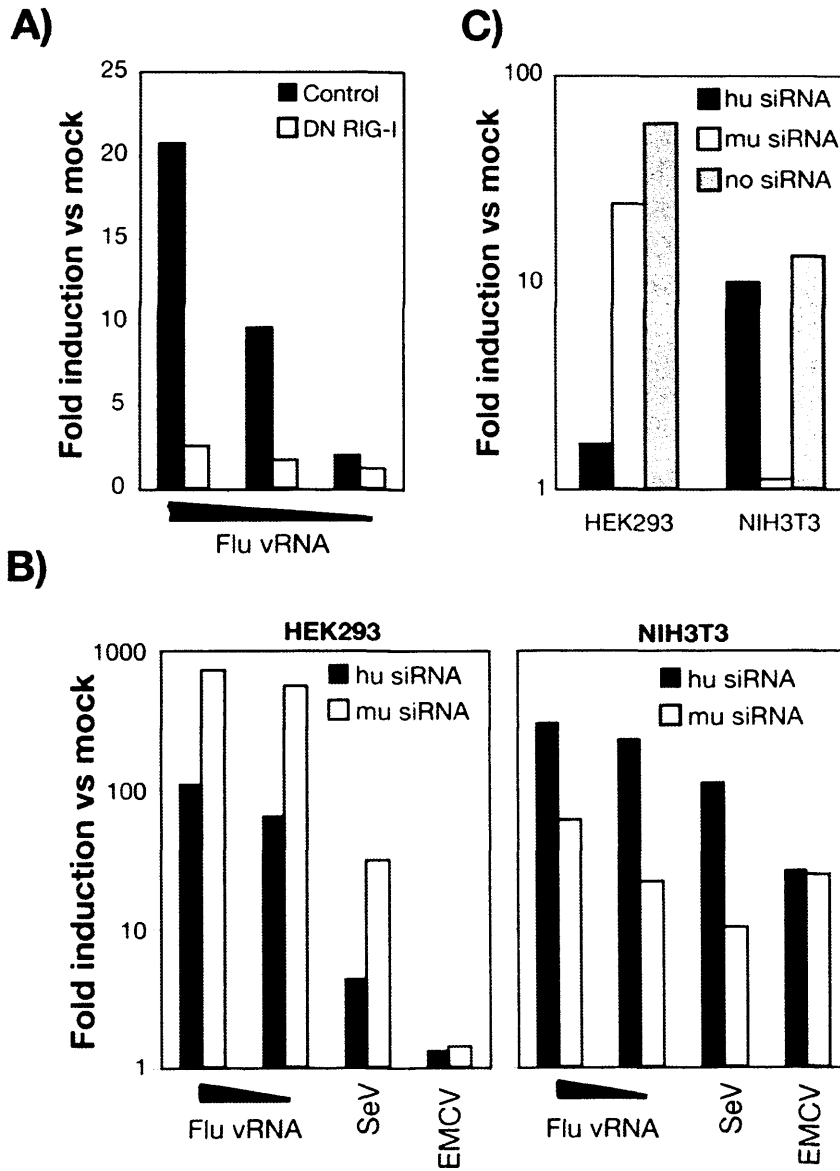 A)
Fold induction vs mock
25
20
15
10
5
0
Control
DN RIG-I
Flu vRNA
C)
Fold induction vs mock
100
10
1
hu siRNA
mu siRNA
no siRNA
HEK293
NIH3T3
B)
Fold induction vs mock
1000
100
10
1
HEK293
hu siRNA
mu siRNA
Flu vRNA
SeV
EMCV
NIH3T3
hu siRNA
mu siRNA
Flu vRNA
SeV
EMCV